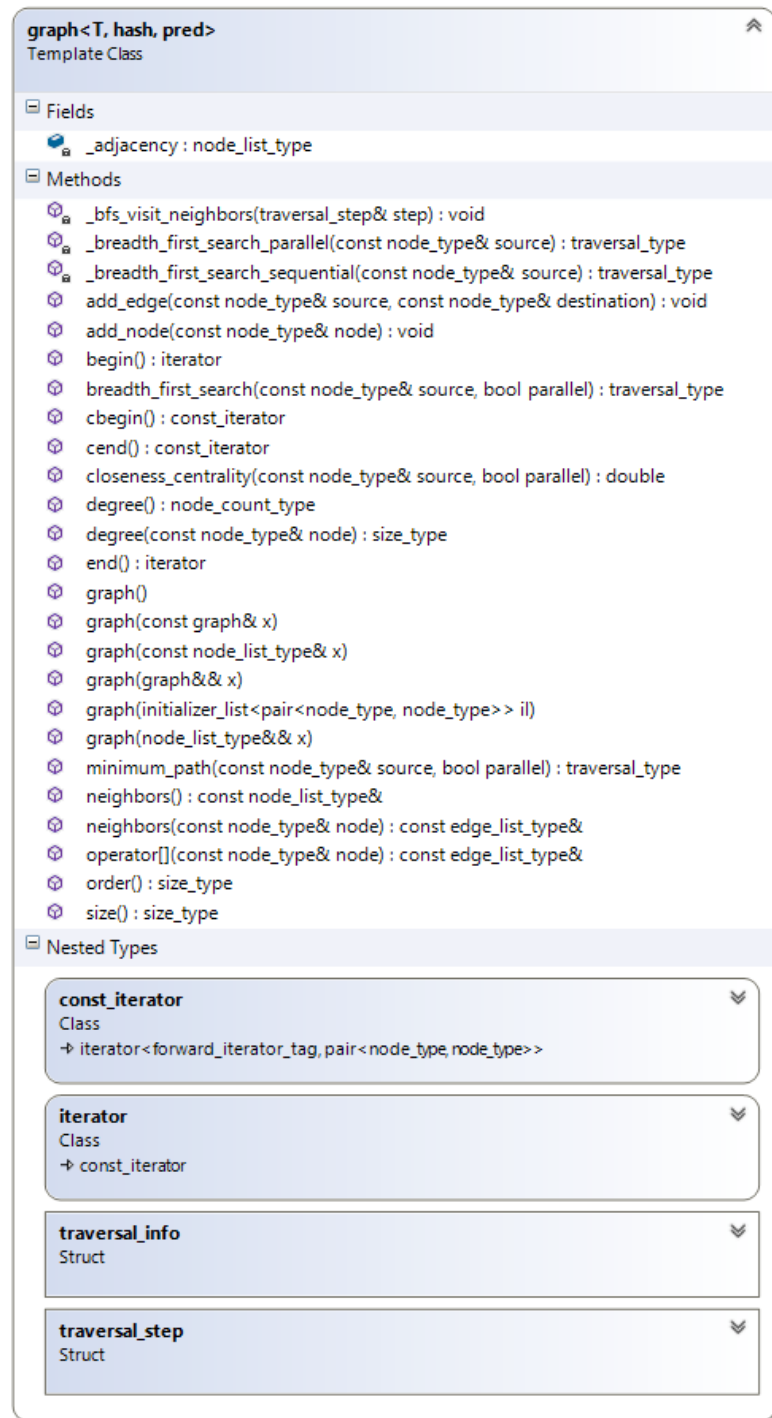 graph<T, hash, pred>
Template Class
Fields
_adjacency : node_list_type
Methods
_bfs_visit_neighbors(traversal_step& step) : void
_breadth_first_search_parallel(const node_type& source) : traversal_type
_breadth_first_search_sequential(const node_type& source) : traversal_type
add_edge(const node_type& source, const node_type& destination) : void
add_node(const node_type& node) : void
begin() : iterator
breadth_first_search(const node_type& source, bool parallel) : traversal_type
cbegin() : const_iterator
cend() : const_iterator
closeness_centrality(const node_type& source, bool parallel) : double
degree() : node_count_type
degree(const node_type& node) : size_type
end() : iterator
graph()
graph(const graph& x)
graph(const node_list_type& x)
graph(graph&& x)
graph(initializer_list<pair<node_type, node_type>> il)
graph(node_list_type&& x)
minimum_path(const node_type& source, bool parallel) : traversal_type
neighbors() : const node_list_type&
neighbors(const node_type& node) : const edge_list_type&
operator[](const node_type& node) : const edge_list_type&
order() : size_type
size() : size_type
Nested Types
const_iterator
Class
iterator<forward_iterator_tag, pair<node_type, node_type>>
iterator
Class
const_iterator
traversal_info
Struct
traversal_step
Struct